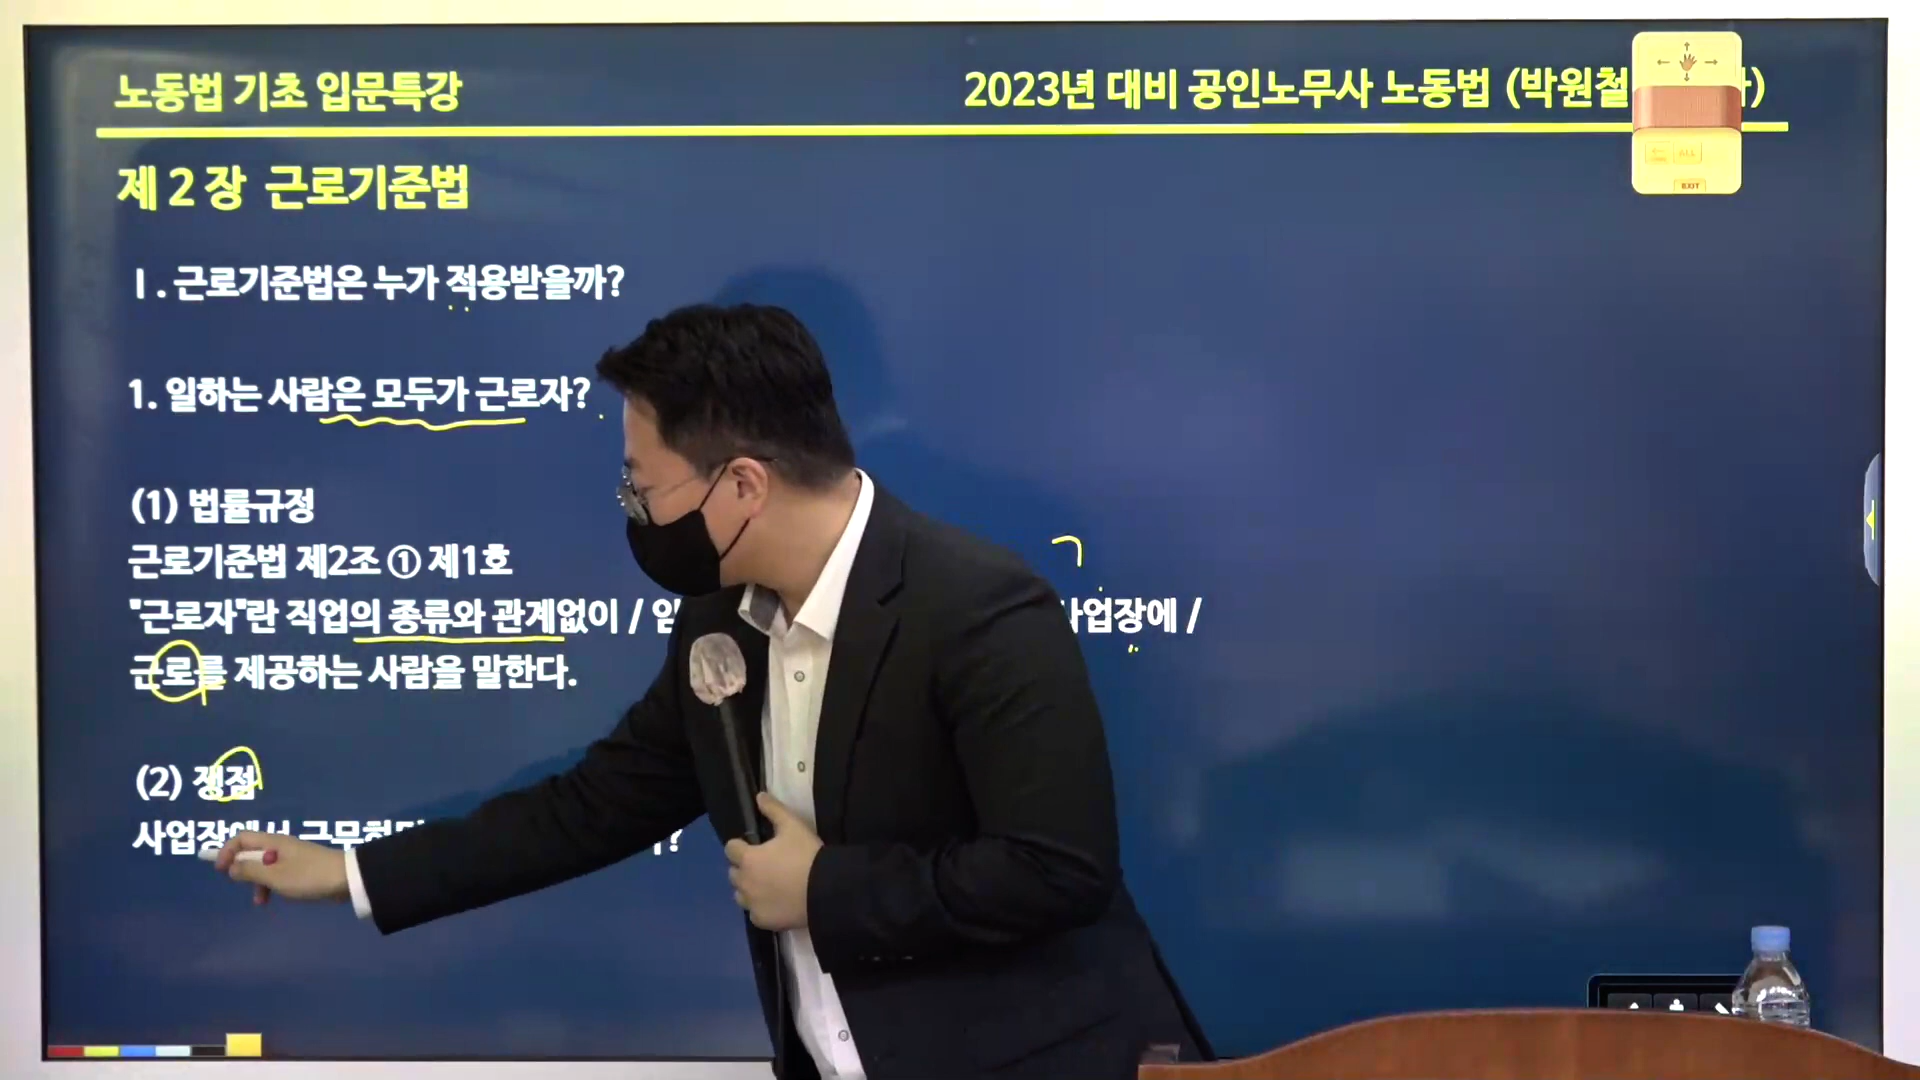 노동법 기초 입문특강
2023년 대비 공인노무사 노동법 (박원철
제 2 장 근로기준법
Ⅰ. 근로기준법은 누가 적용받을까?
1. 일하는 사람은 모두가 근로자?
(1) 법률규정
근로기준법 제2조 ① 제1호
"근로자"란 직업의 종류와 관계없이 / 사업장에 /
근로를 제공하는 사람을 말한다.
(2) 쟁점
사업장에서
ALL
EXIT